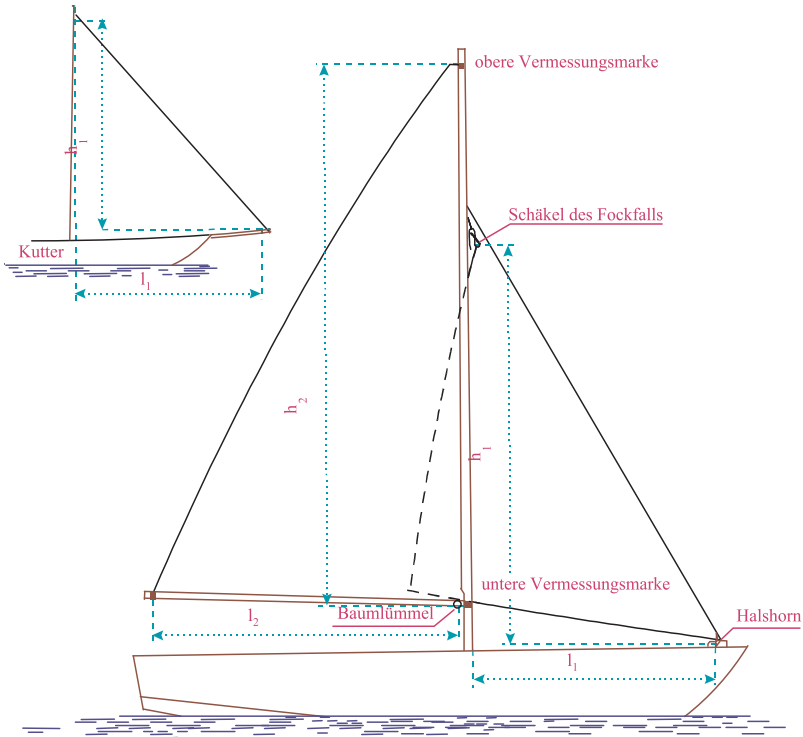 obere Vermessungsmarke
h1
Schäkel des Fockfalls
Kutter
l1
h2
h1
untere Vermessungsmarke
Baumlümmel
Halshorn
l2
l1